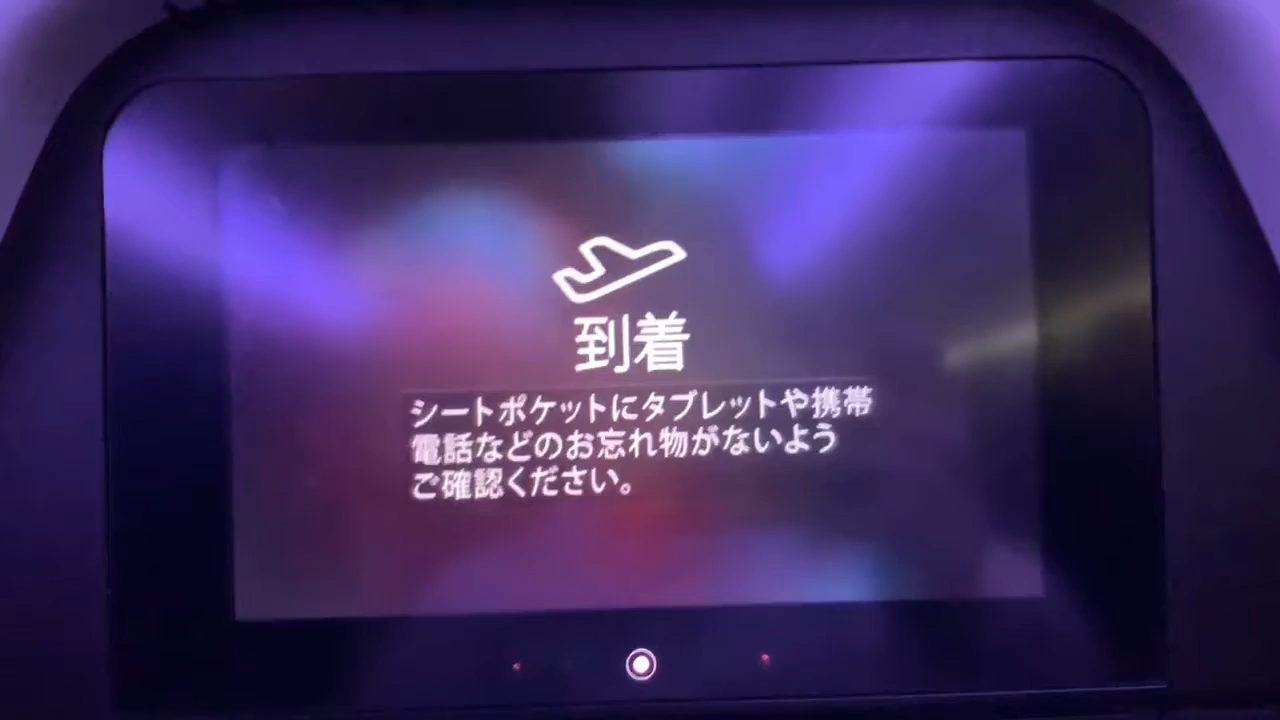 到着
シートポケットにタブレットや携帯
電話などのお忘れ物がないよう
ご確認ください。